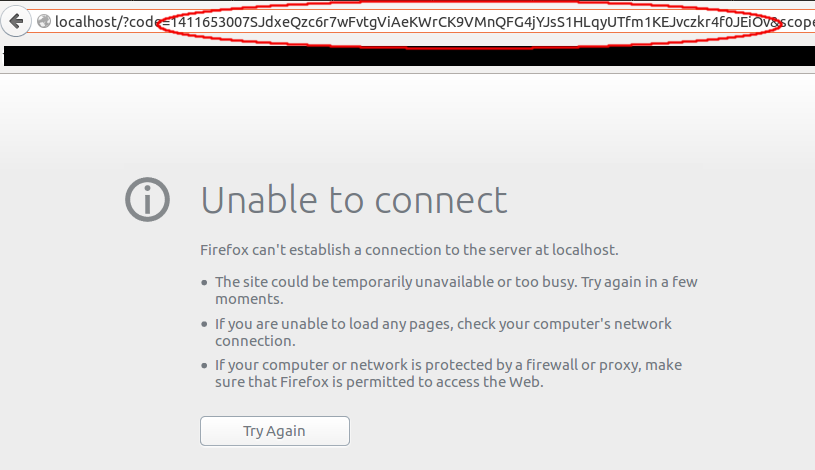 localhost/?code=1411653007SJdxeQzc6r7wFvtgViAeKWrCK9VMnQFG4jYJsS1HLqyUTfm1KEJvczkr4f0JEiOv&scope
Unable to connect
Firefox can't establish a connection to the server at localhost.
• The site could be temporarily unavailable or too busy. Try again in a few
moments.
• If you are unable to load any pages, check your computer's network
connection.
• If your computer or network is protected by a firewall or proxy, make
sure that Firefox is permitted to access the Web.
Try Again